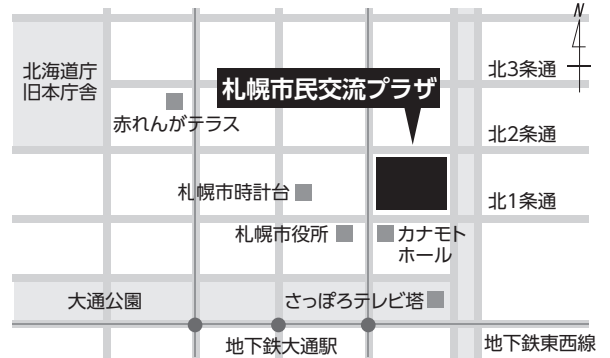 N
北海道庁
旧本庁舎
北3条通
札幌市民交流プラザ
赤れんがテラス
北2条通
札幌市時計台
北1条通
札幌市役所
カナモト
ホール
大通公園
さっぽろテレビ塔
地下鉄大通駅
地下鉄東西線